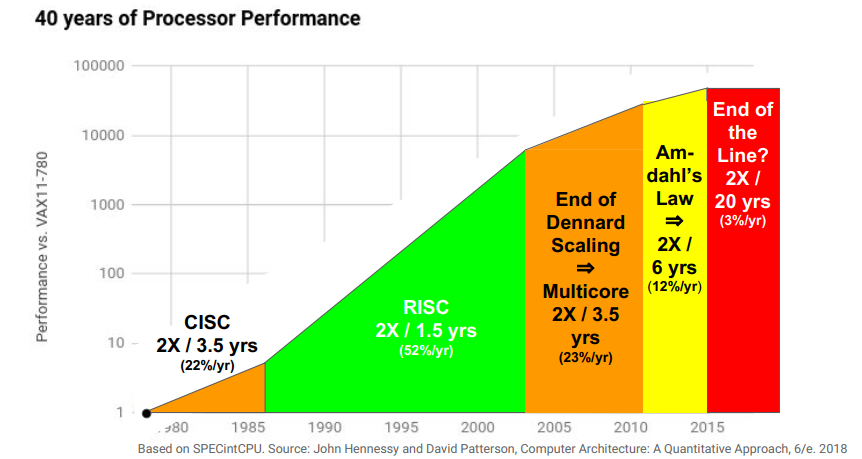 40 years of Processor Performance
100000
10000
1000
100
10
1
Performance vs. VAX11-780
CISC
2X / 3.5 yrs
(22%/yr)
RISC
2X / 1.5 yrs
(52%/yr)
End of
Dennard
Scaling
⇒
Multicore
2X / 3.5
yrs
(23%/yr)
Am-
dahl's
Law
⇒
2X /
6 yrs
(12%/yr)
End of
the
Line?
2X /
20 yrs
(3%/yr)
1985
1990
1995
2000
2005
2010
2015
Based on SPECintCPU. Source: John Hennessy and David Patterson, Computer Architecture: A Quantitative Approach, 6/e. 2018